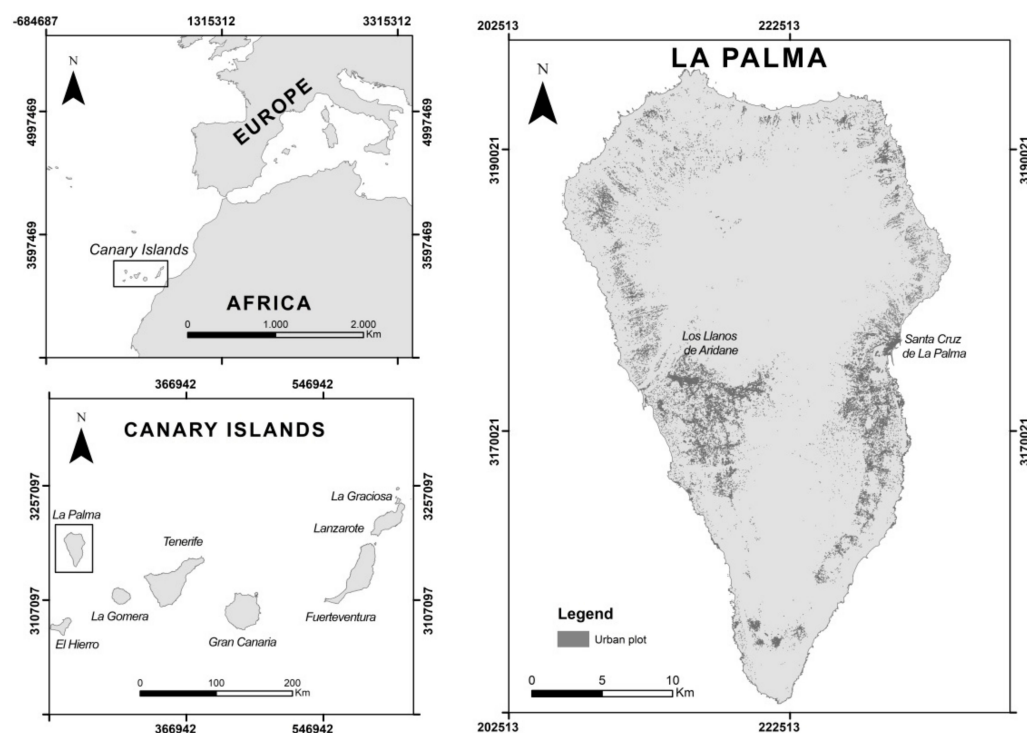 -684687
1315312
3315312
N
EUROPE
4997469
4997469
3597469
3597469
Canary Islands
AFRICA
0
1.000
2.000
Km
366942
546942
N
CANARY ISLANDS
3257097
3257097
La Graciosa
La Palma
Lanzarote
Tenerife
3107097
3107097
La Gomera
Fuerteventura
El Hierro
Gran Canaria
0
100
200
Km
366942
546942
202513
222513
N
LA PALMA
3190021
3190021
Los Llanos
de Aridane
Santa Cruz
de La Palma
3170021
3170021
Legend
Urban plot
0
5
10
Km
202513
222513